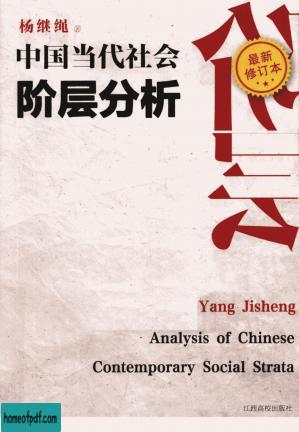 杨继绳 著
中国当代社会
阶层分析
最新
修订本
Yang Jisheng
Analysis of Chinese
Contemporary Social Strata
江西高校出版社
homeofpdf.com